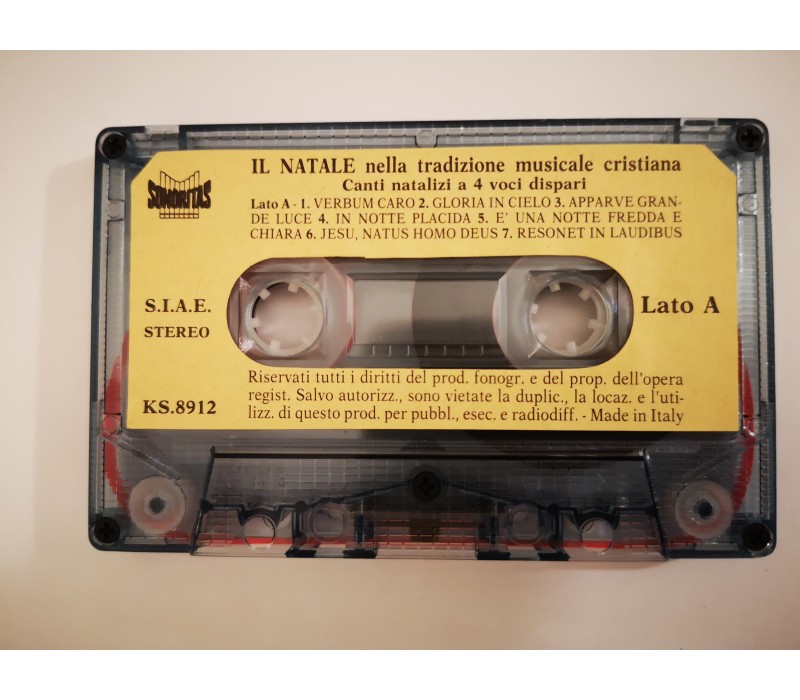 SONORITAS
IL NATALE nella tradizione musicale cristiana
Canti natalizi a 4 voci dispari
Lato A - 1. VERBUM CARO 2. GLORIA IN CIELO 3. APPARVE GRAN-
DE LUCE 4. IN NOTTE PLACIDA 5. E' UNA NOTTE FREDDA E
CHIARA 6. JESU, NATUS HOMO DEUS 7. RESONET IN LAUDIBUS
S.I.A.E.
STEREO
Lato A
KS.8912
Riservati tutti i diritti del prod. fonogr. e del prop. dell'opera
regist. Salvo autorizz., sono vietate la duplic., la locaz. e l'uti-
lizz. di questo prod. per pubbl., esec. e radiodiff. - Made in Italy